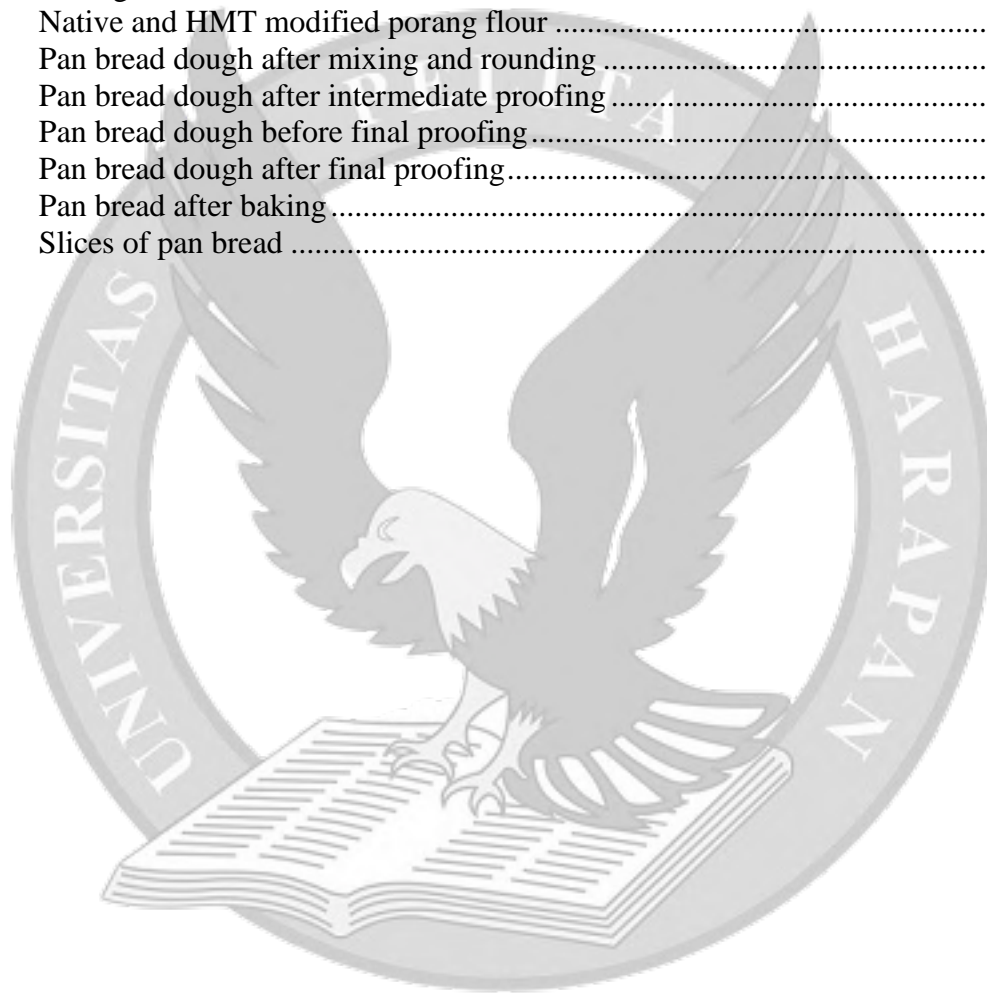 Native and HMT modified porang flour ..........................................................
Pan bread dough after mixing and rounding ...................................................
Pan bread dough after intermediate proofing ..................................................
Pan bread dough before final proofing ............................................................
Pan bread dough after final proofing ................................................................
Pan bread after baking ......................................................................................
Slices of pan bread ...........................................................................................
UNIVERSITAS PELITA HARAPAN